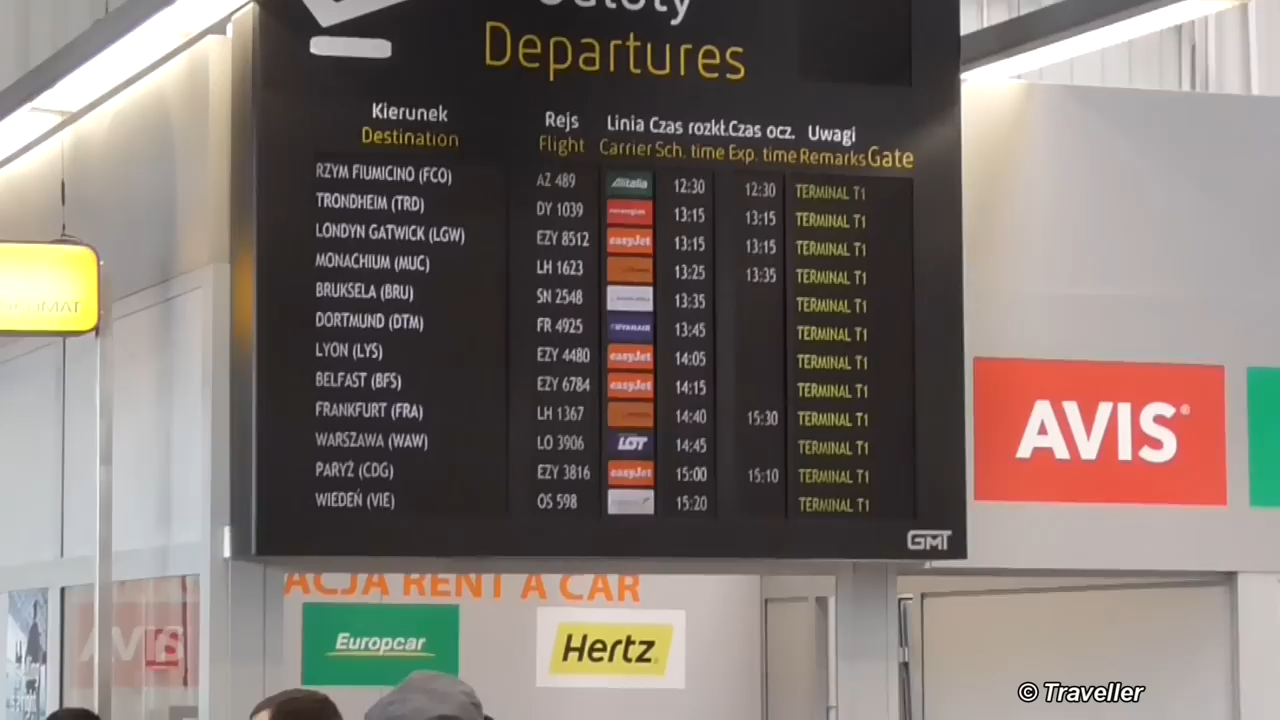 Odloty
Departures
Kierunek Rejs Linia Czas rozkł. Czas ocz. Uwagi
Destination Flight Carrier Sch. time Exp. time Remarks Gate
RZYM FIUMICINO (FCO) AZ 489 Alitalia 12:30 12:30 TERMINAL T1
TRONDHEIM (TRD) DY 1039 norwegian 13:15 13:15 TERMINAL T1
LONDYN GATWICK (LGW) EZY 8512 easyJet 13:15 13:15 TERMINAL T1
MONACHIUM (MUC) LH 1623 13:25 13:35 TERMINAL T1
BRUKSELA (BRU) SN 2548 13:35 TERMINAL T1
DORTMUND (DTM) FR 4925 RYANAIR 13:45 TERMINAL T1
LYON (LYS) EZY 4480 easyJet 14:05 TERMINAL T1
BELFAST (BFS) EZY 6784 easyJet 14:15 TERMINAL T1
FRANKFURT (FRA) LH 1367 14:40 15:30 TERMINAL T1
WARSZAWA (WAW) LO 3906 LOT 14:45 TERMINAL T1
PARYŻ (CDG) EZY 3816 easyJet 15:00 15:10 TERMINAL T1
WIEDEŃ (VIE) OS 598 15:20 TERMINAL T1
GMT
AVIS
ACJA RENT A CAR
Europcar
Hertz
AVIS
© Traveller